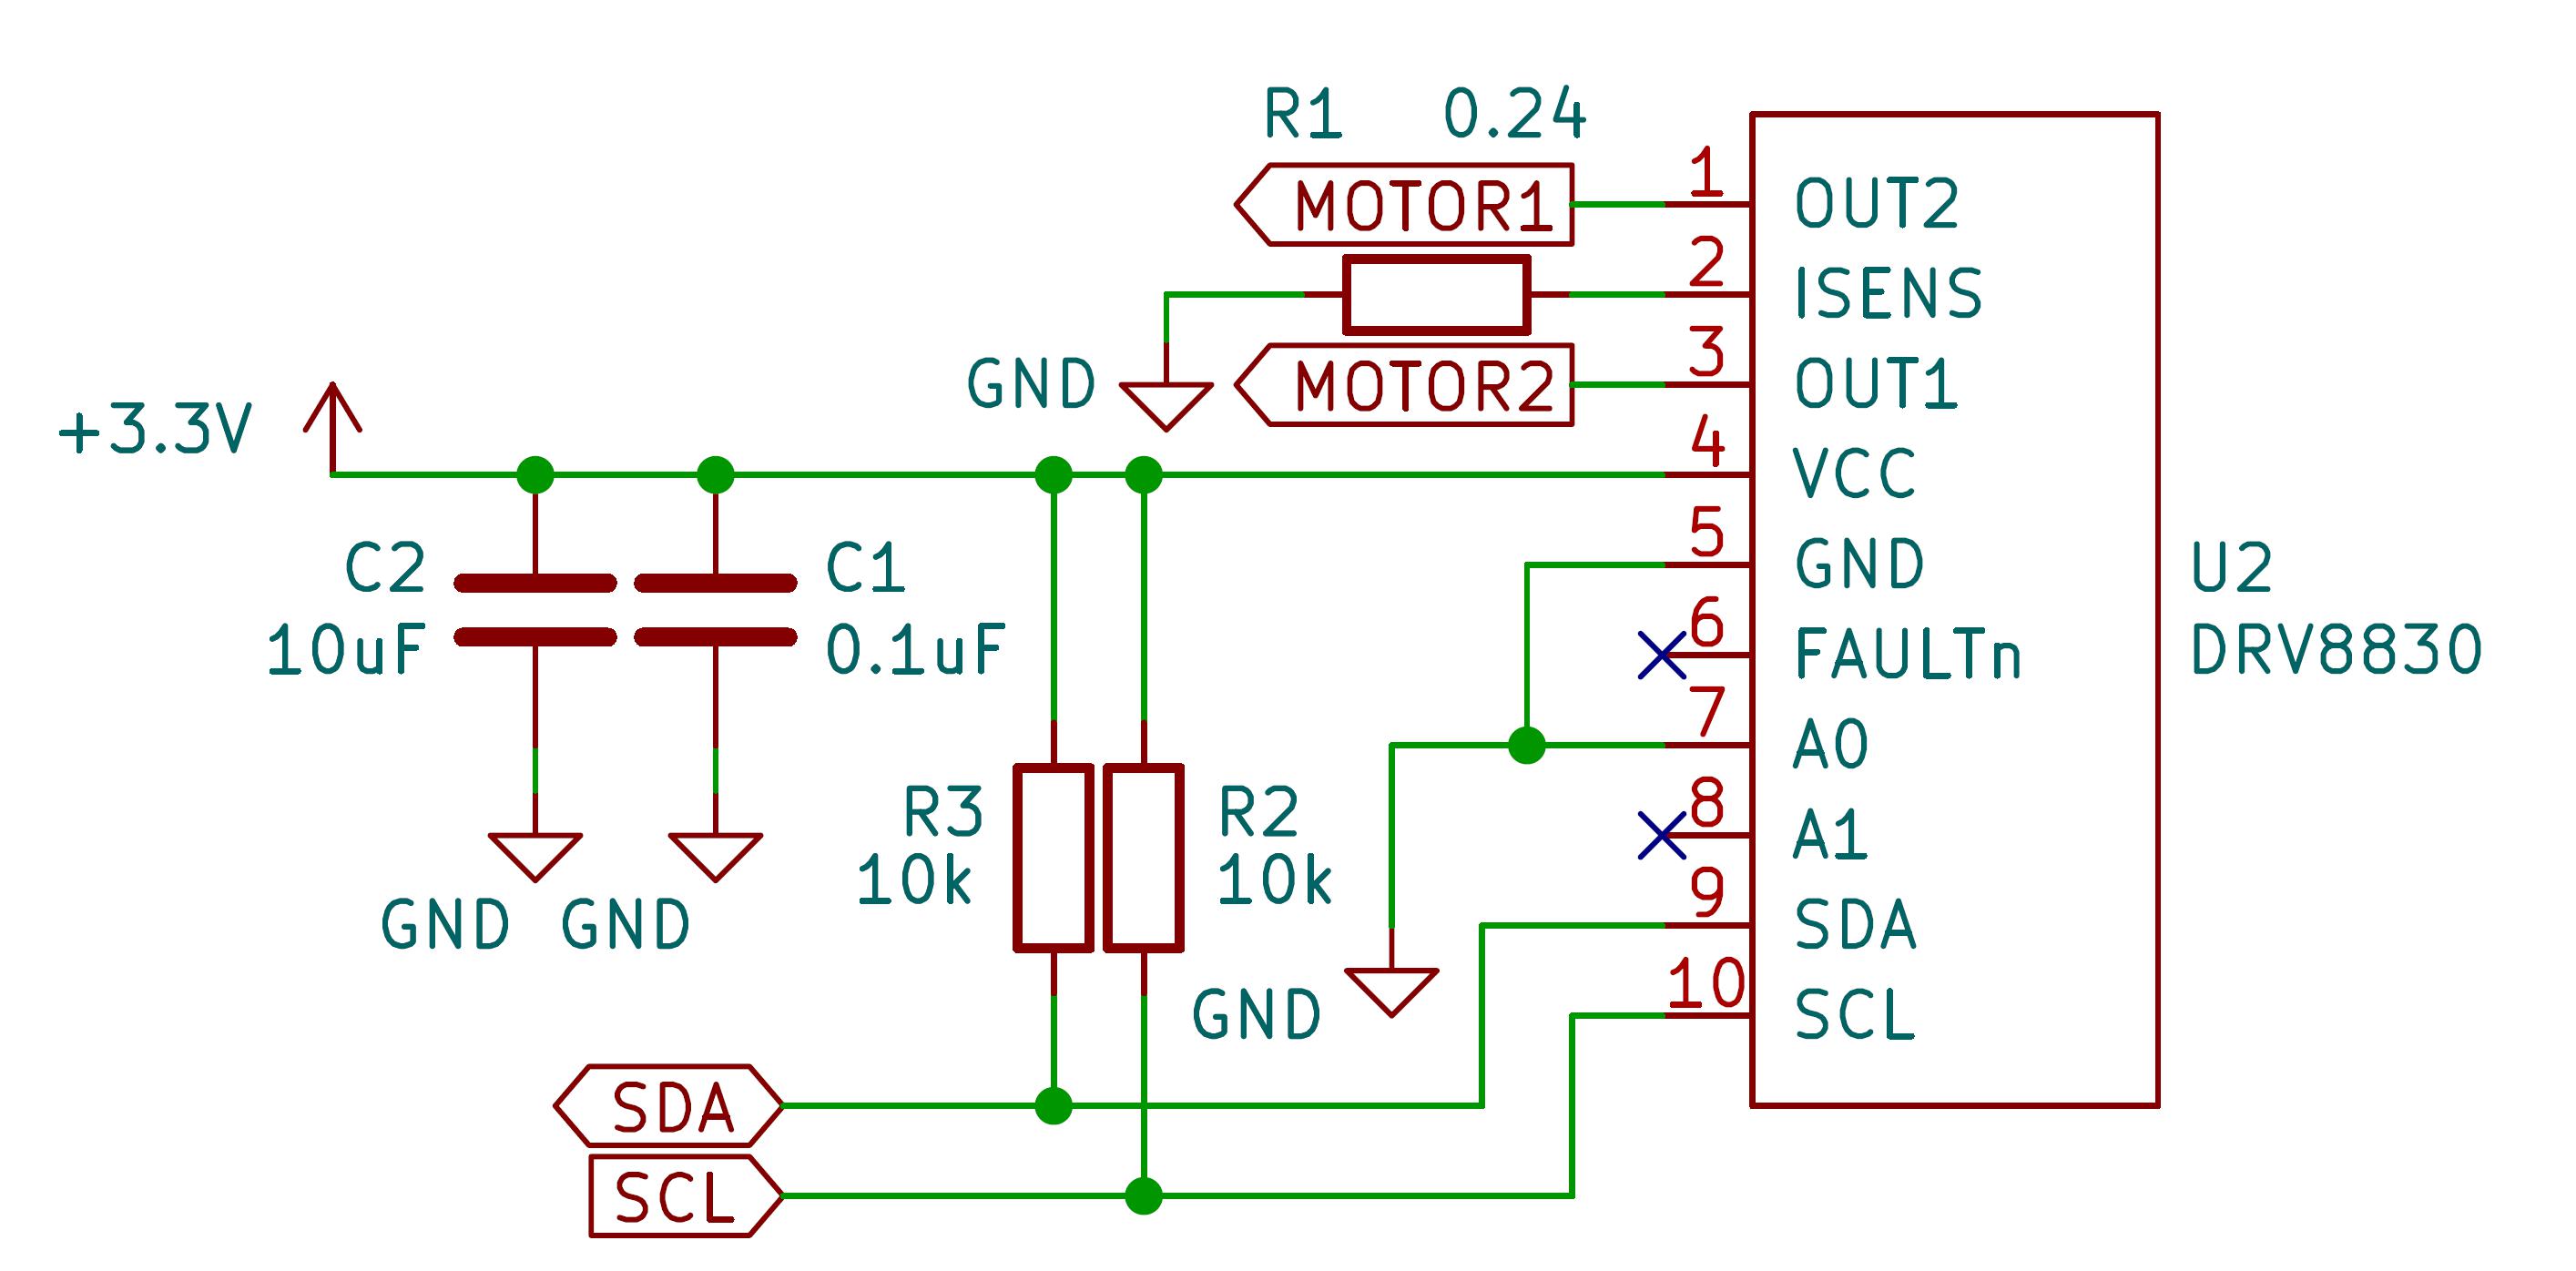 R1 0.24
MOTOR1
1
OUT2
2
ISENS
GND
MOTOR2
3
OUT1
+3.3V
4
VCC
C2
10uF
C1
0.1uF
5
GND
6
FAULTn
U2
DRV8830
7
A0
R3
10k
R2
10k
8
A1
GND
GND
9
SDA
GND
10
SCL
SDA
SCL